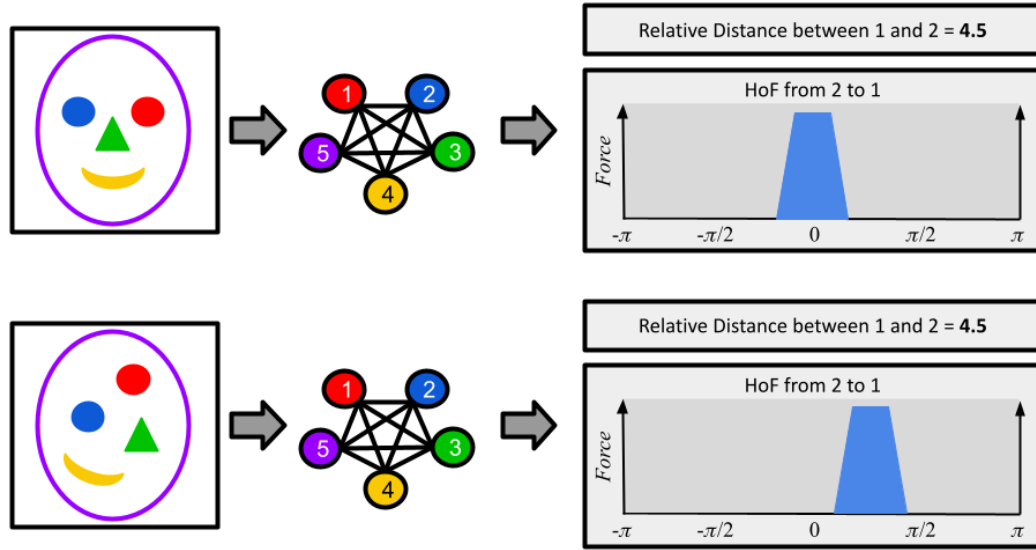 Relative Distance between 1 and 2 = 4.5
1
2
3
4
5
HoF from 2 to 1
Force
-π
-π/2
0
π/2
π
Relative Distance between 1 and 2 = 4.5
1
2
3
4
5
HoF from 2 to 1
Force
-π
-π/2
0
π/2
π